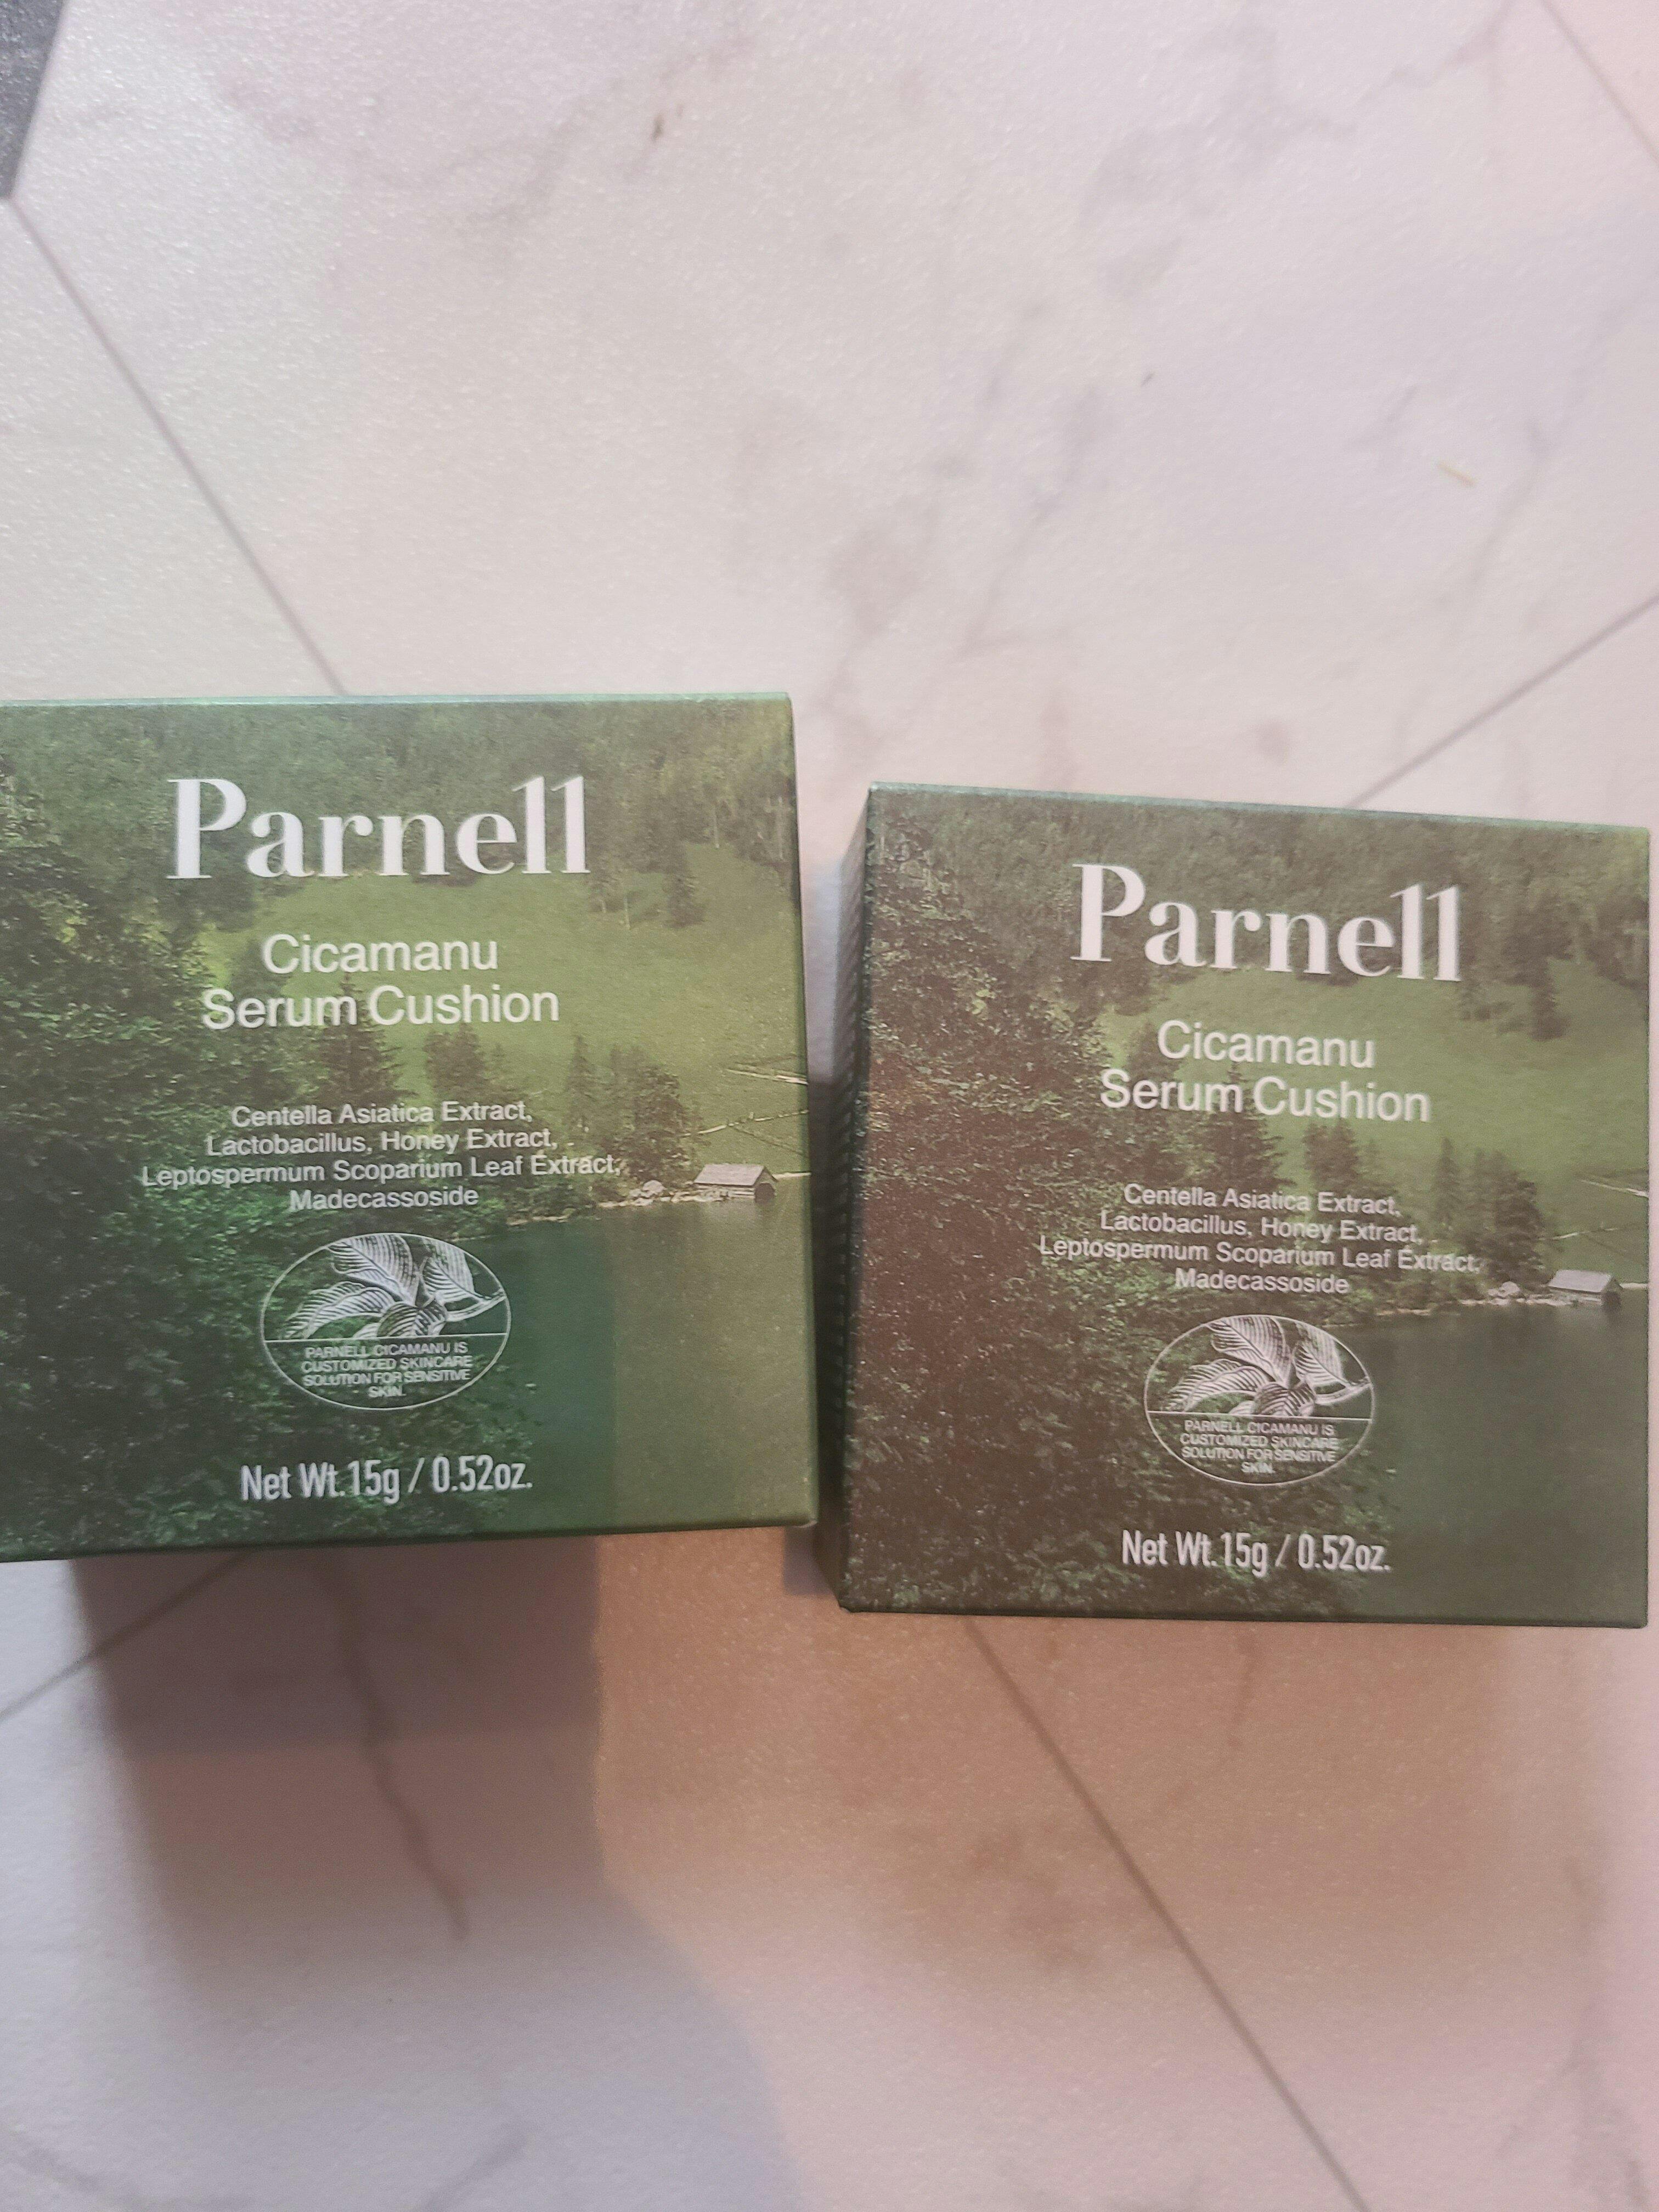 Parnell
Cicamanu
Serum Cushion
Centella Asiatica Extract,
Lactobacillus, Honey Extract,
Leptospermum Scoparium Leaf Extract,
Madecassoside
PARNELL CICAMANU IS
CUSTOMIZED SKINCARE
SOLUTION FOR SENSITIVE
SKIN.
Net Wt. 15g / 0.52oz.
Parnell
Cicamanu
Serum Cushion
Centella Asiatica Extract,
Lactobacillus, Honey Extract,
Leptospermum Scoparium Leaf Extract,
Madecassoside
PARNELL CICAMANU IS
CUSTOMIZED SKINCARE
SOLUTION FOR SENSITIVE
SKIN.
Net Wt. 15g / 0.52oz.